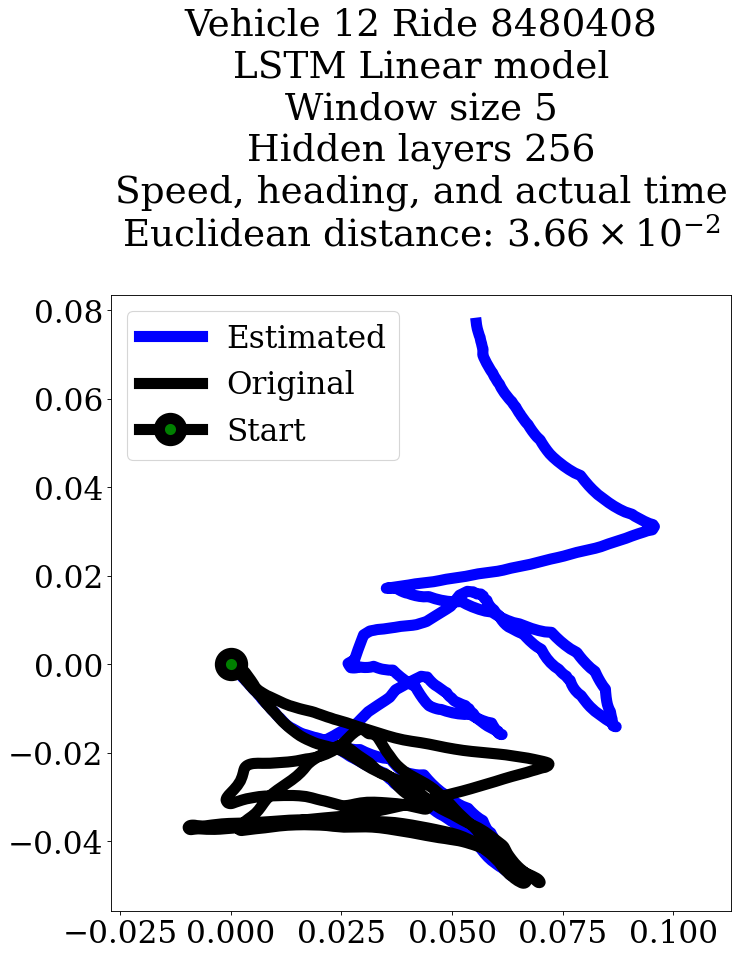 Vehicle 12 Ride 8480408
LSTM Linear model
Window size 5
Hidden layers 256
Speed, heading, and actual time
Euclidean distance: 3.66 × 10⁻²
Estimated
Original
Start
0.08
0.06
0.04
0.02
0.00
−0.02
−0.04
−0.025 0.000 0.025 0.050 0.075 0.100